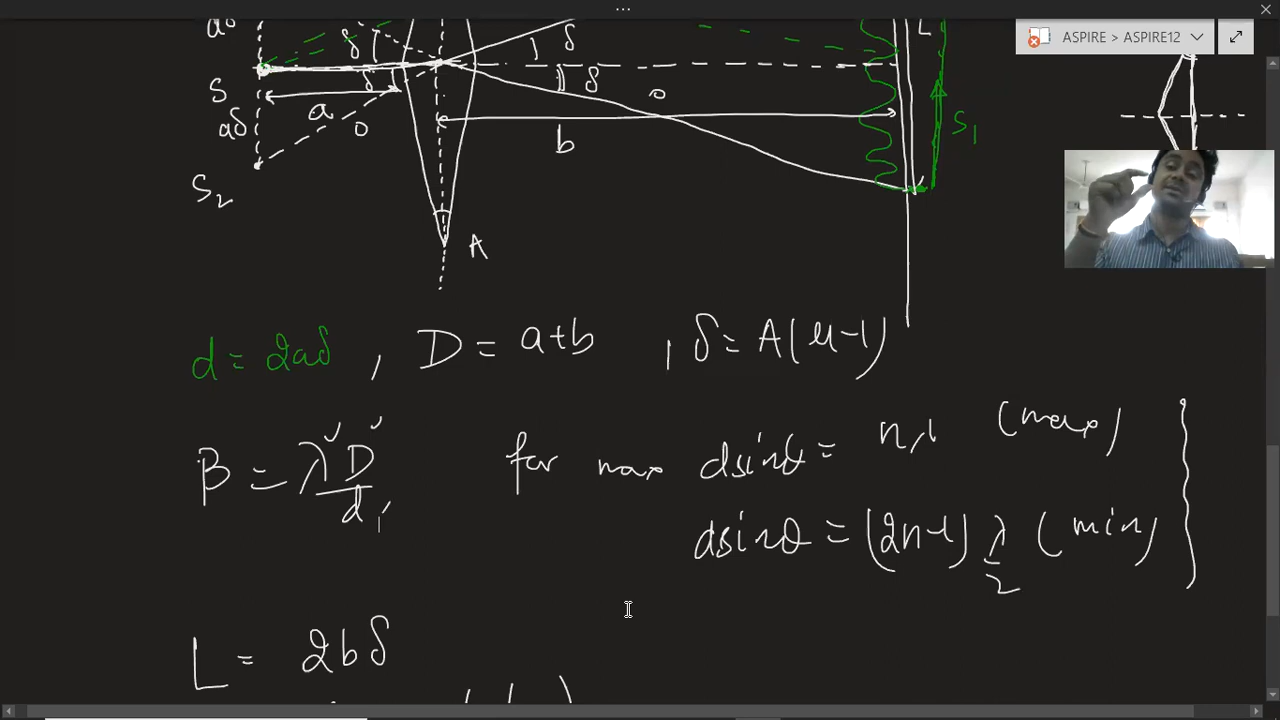 aδ
δ
δ
L
ASPIRE > ASPIRE12
S
δ
δ
a
b
S₁
aδ
S₂
A
d = 2aδ , D = a+b , δ = A(μ-1)
β = λD/d for max dsinθ = nλ (max)
dsinθ = (2n-1) λ/2 (min)
L = 2bδ